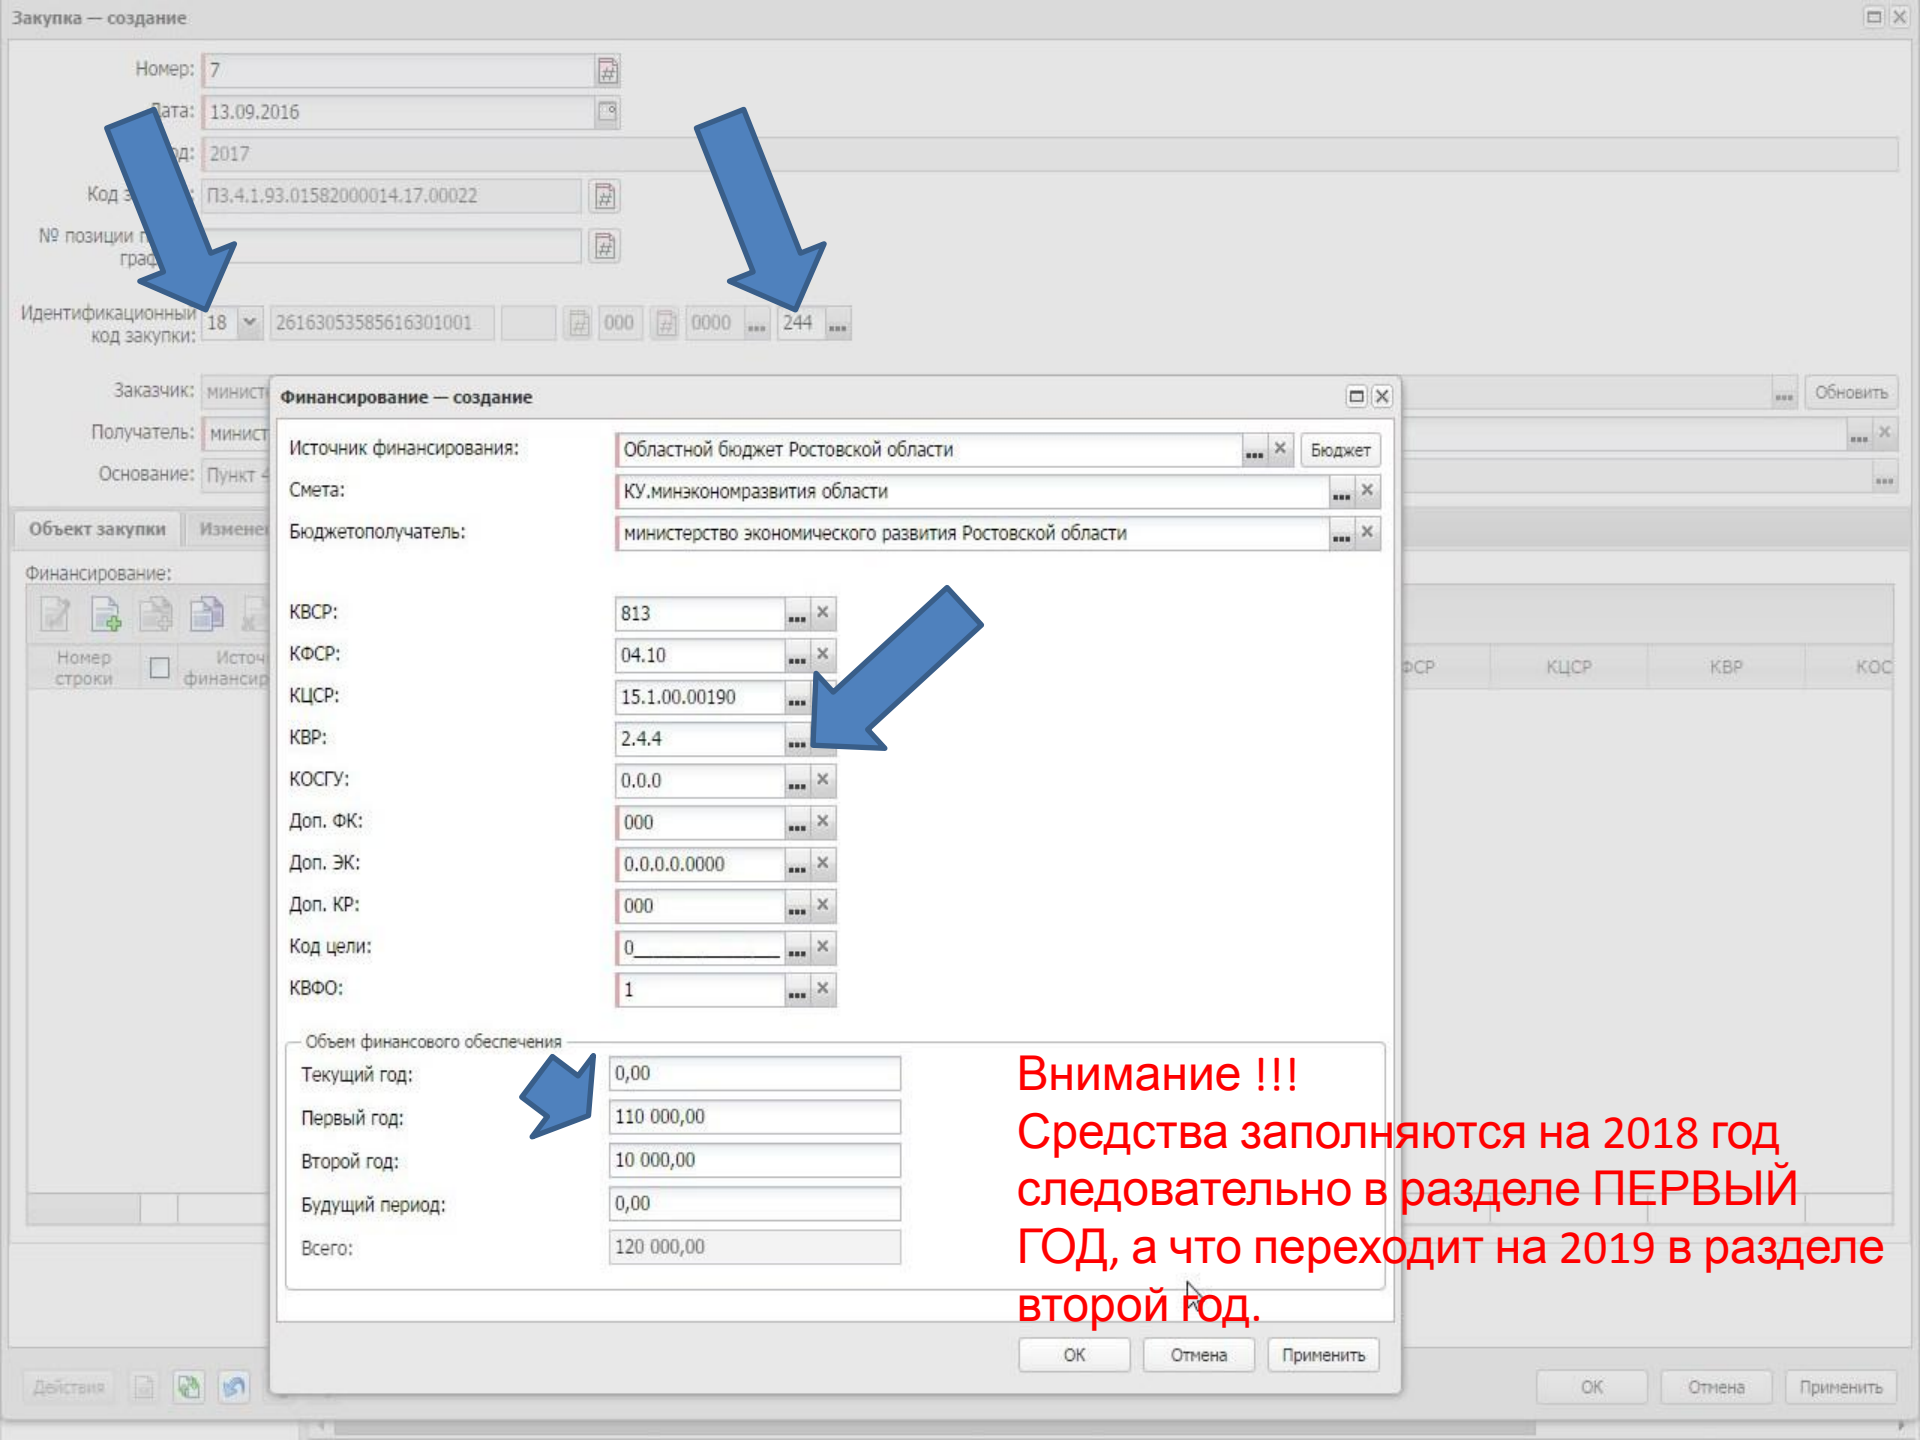 Закупка — создание
Номер: 7
Дата: 13.09.2016
од: 2017
Код з : ПЗ.4.1.93.01582000014.17.00022
№ позиции п
граф
Идентификационный
код закупки:
18 26163053585616301001 000 0000 ... 244 ...
Заказчик: минист ... Обновить
Получатель: минист ... ×
Основание: Пункт 4 ...
Объект закупки Изменен
Финансирование:
Номер
строки
Источ
финансир
ФСР КЦСР КВР КОС
Финансирование — создание
Источник финансирования: Областной бюджет Ростовской области ... × Бюджет
Смета: КУ.минэкономразвития области ... ×
Бюджетополучатель: министерство экономического развития Ростовской области ... ×
КВСР: 813 ... ×
КФСР: 04.10 ... ×
КЦСР: 15.1.00.00190 ...
КВР: 2.4.4 ...
КОСГУ: 0.0.0 ... ×
Доп. ФК: 000 ... ×
Доп. ЭК: 0.0.0.0.0000 ... ×
Доп. КР: 000 ... ×
Код цели: 0_______________ ... ×
КВФО: 1 ... ×
Объем финансового обеспечения
Текущий год: 0,00
Первый год: 110 000,00
Второй год: 10 000,00
Будущий период: 0,00
Всего: 120 000,00
Внимание !!!
Средства заполняются на 2018 год
следовательно в разделе ПЕРВЫЙ
ГОД, а что переходит на 2019 в разделе
второй год.
ОК Отмена Применить
Действия
ОК Отмена Применить